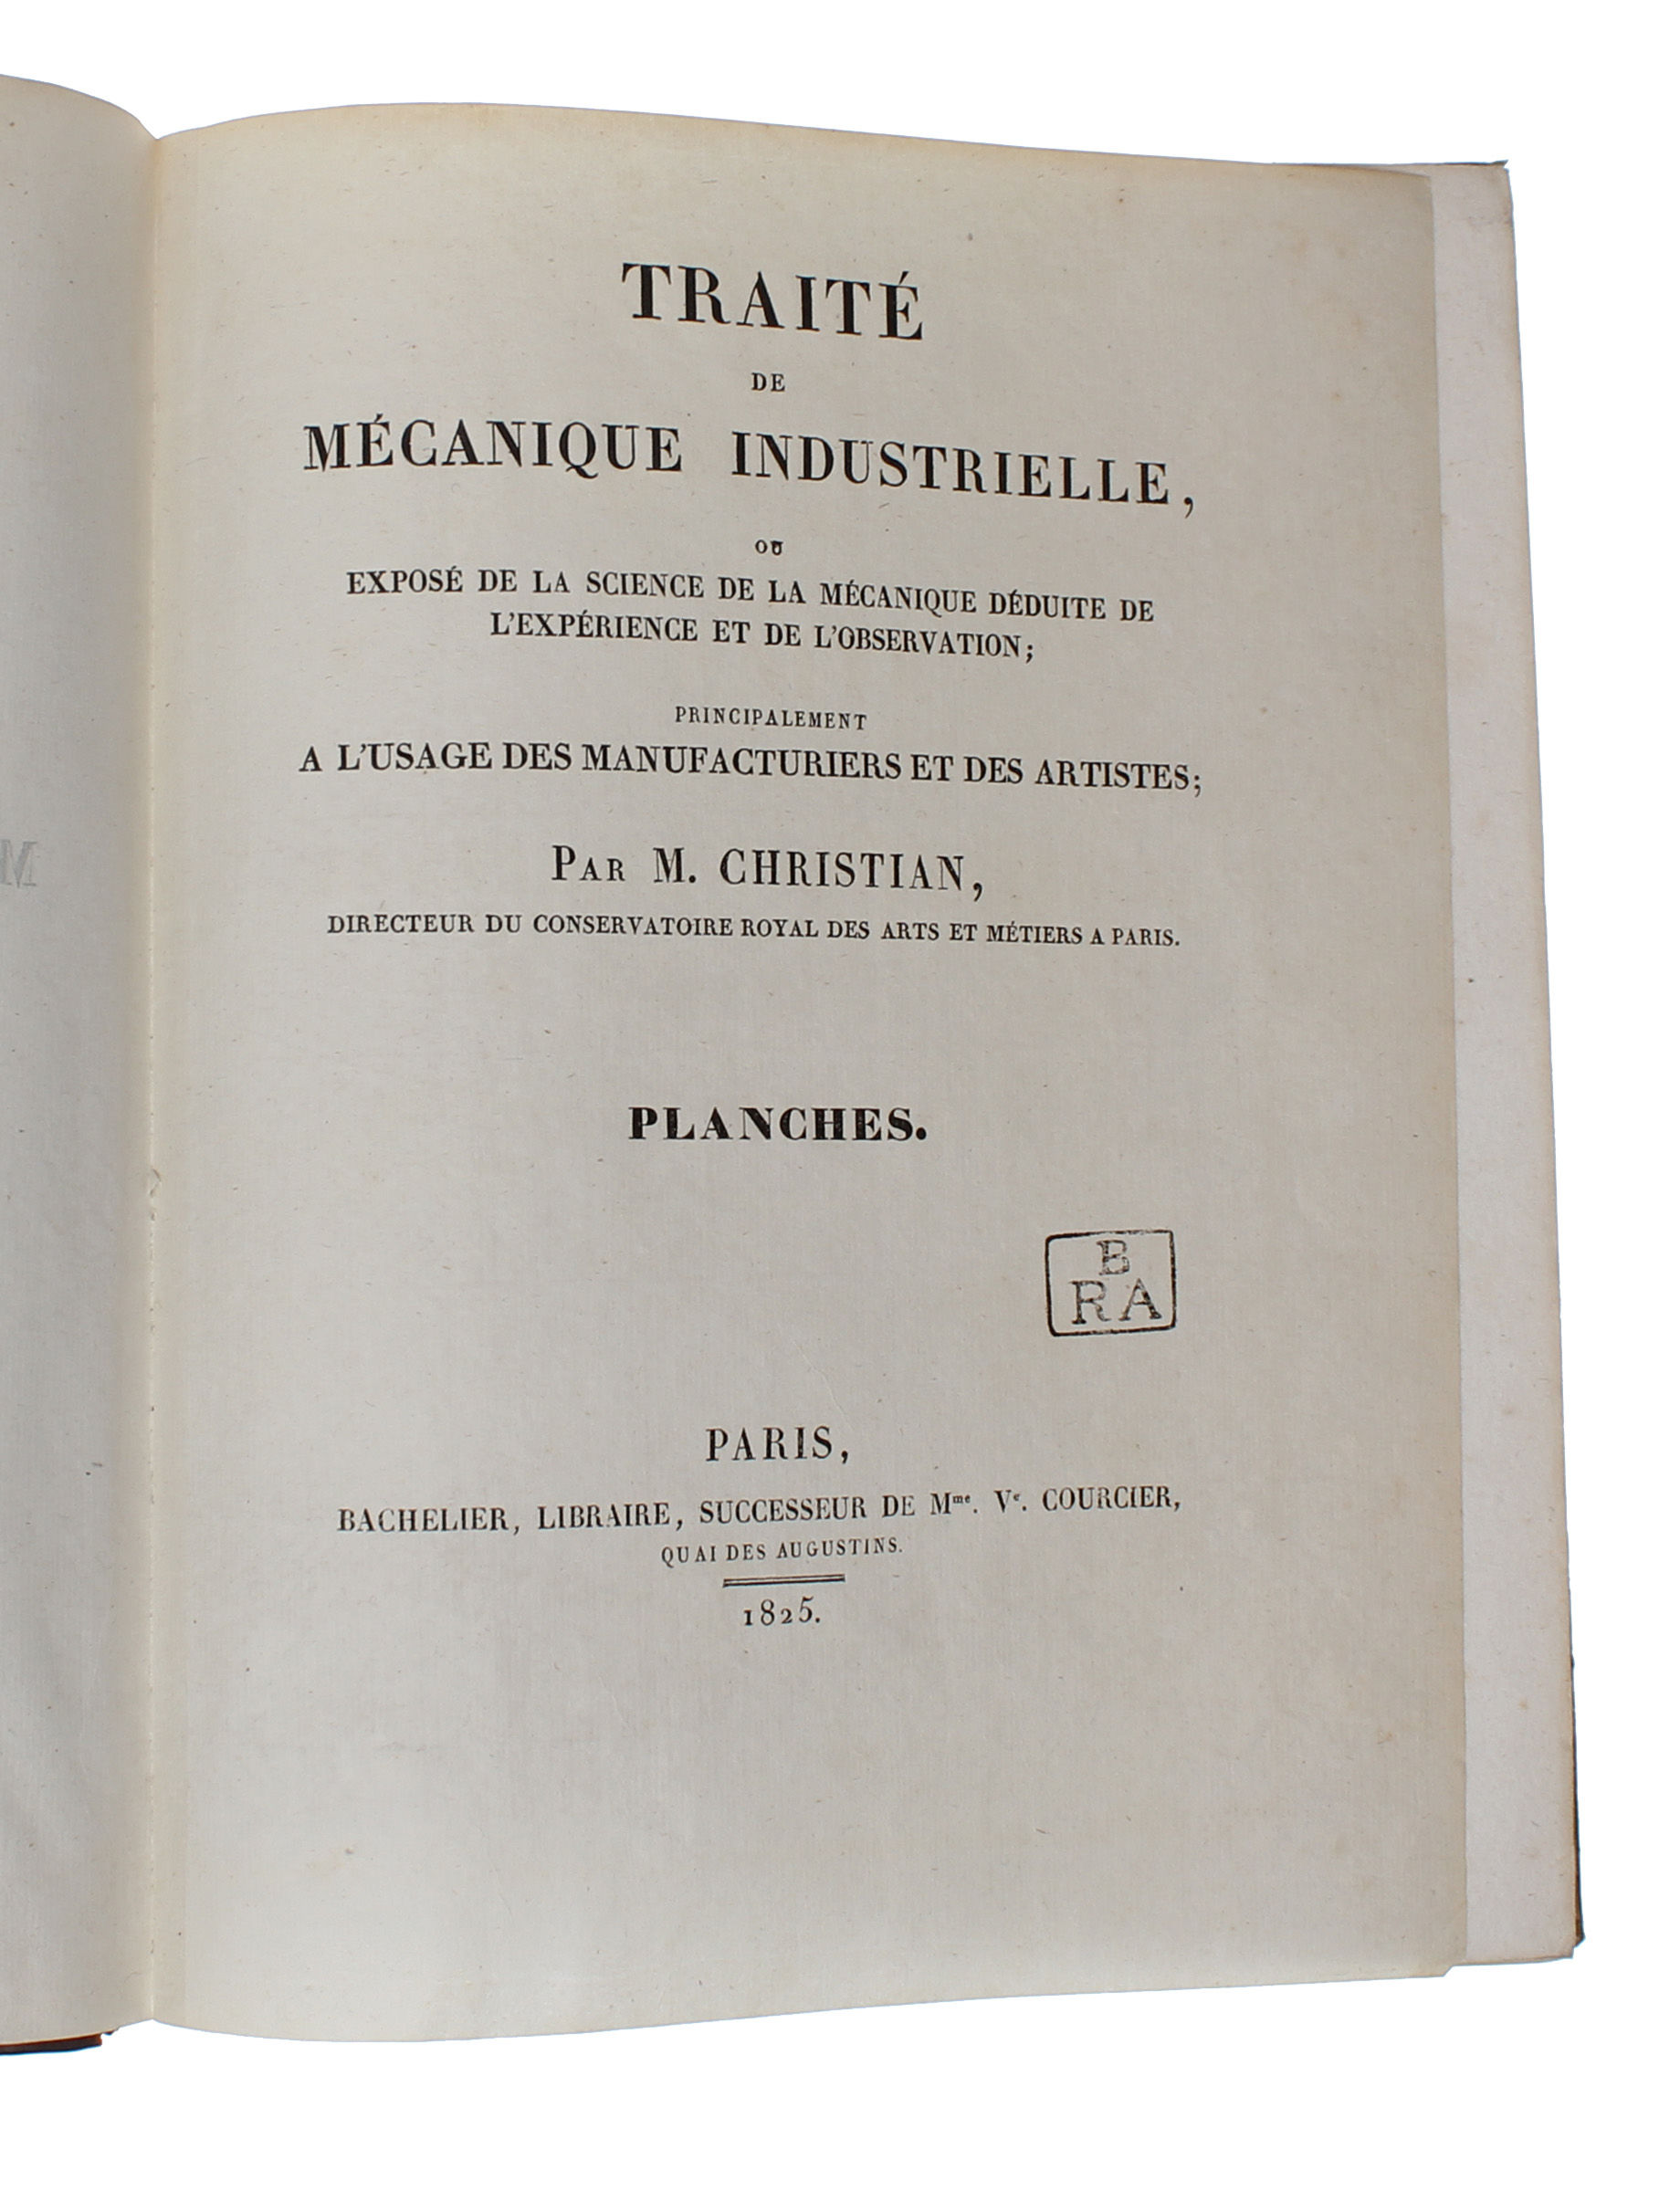 TRAITÉ
DE
MÉCANIQUE INDUSTRIELLE,
OU
EXPOSÉ DE LA SCIENCE DE LA MÉCANIQUE DÉDUITE DE
L'EXPÉRIENCE ET DE L'OBSERVATION;
PRINCIPALEMENT
A L'USAGE DES MANUFACTURIERS ET DES ARTISTES;
PAR M. CHRISTIAN,
DIRECTEUR DU CONSERVATOIRE ROYAL DES ARTS ET MÉTIERS A PARIS.
PLANCHES.
B
RA
PARIS,
BACHELIER, LIBRAIRE, SUCCESSEUR DE Mme. Ve. COURCIER,
QUAI DES AUGUSTINS.
1825.